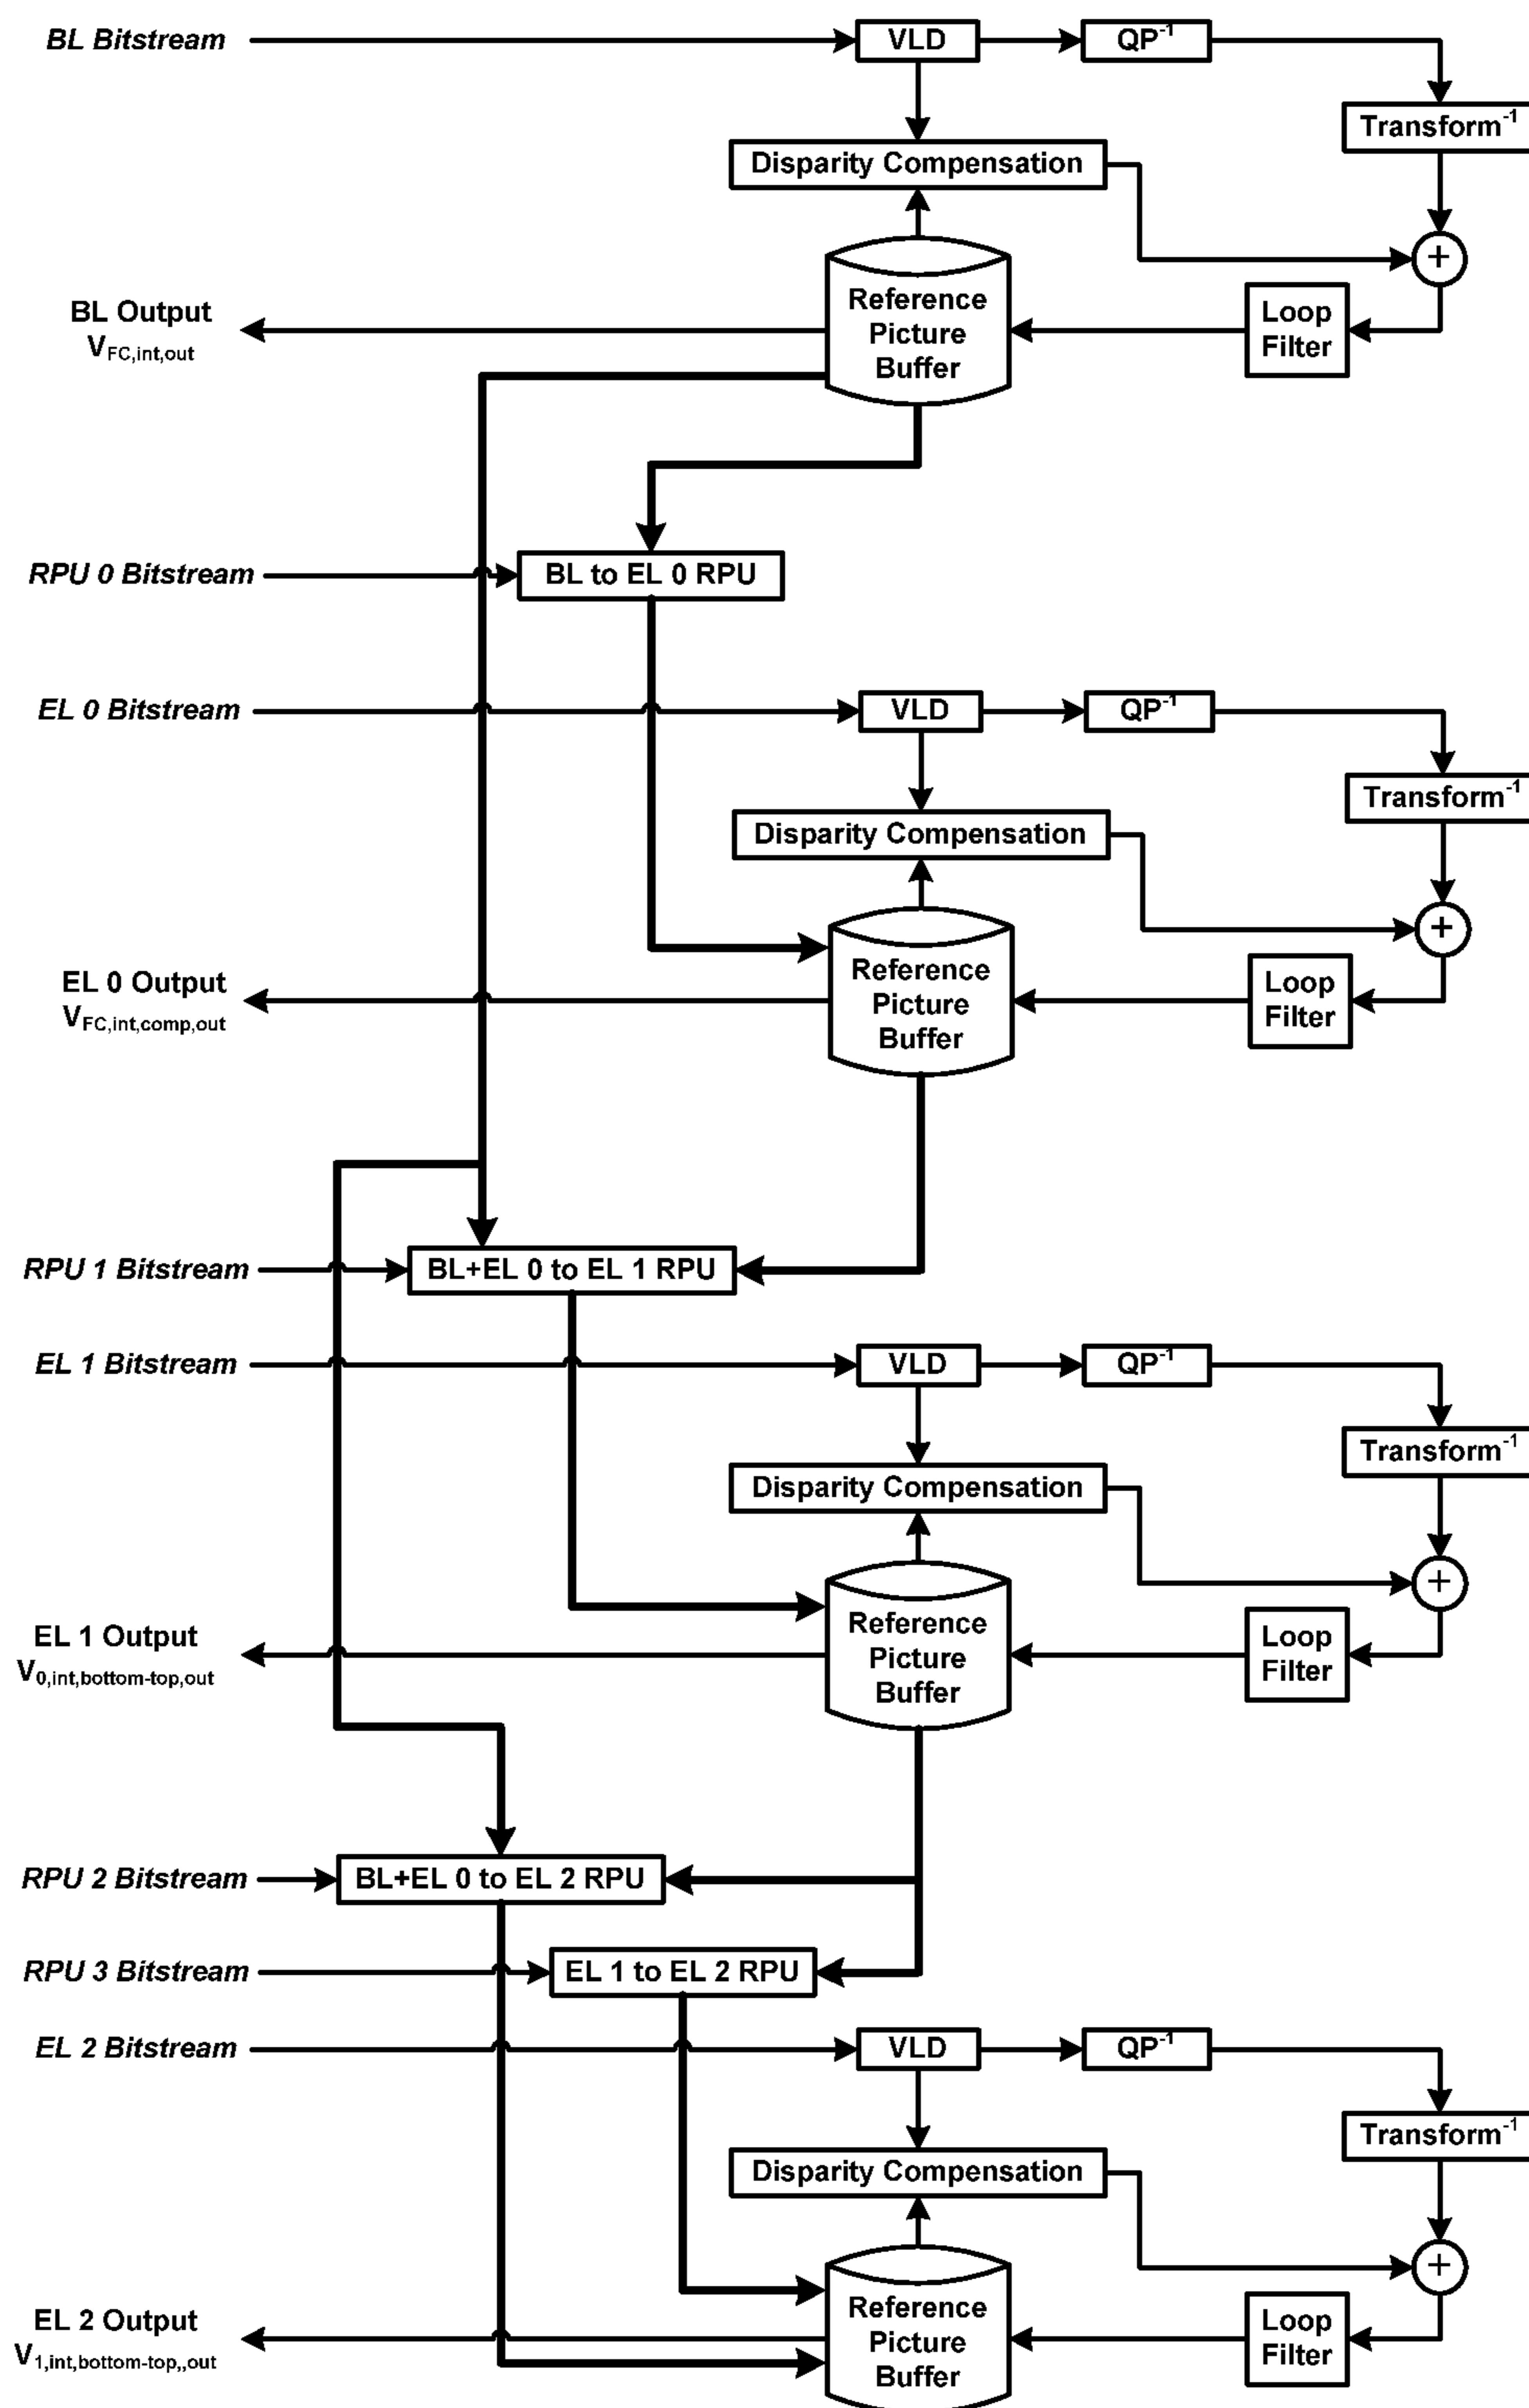 BL Bitstream
VLD
QP⁻¹
Transform⁻¹
Disparity Compensation
+
BL Output
V_FC,int,out
Reference
Picture
Buffer
Loop
Filter
RPU 0 Bitstream
BL to EL 0 RPU
EL 0 Bitstream
VLD
QP⁻¹
Transform⁻¹
Disparity Compensation
+
EL 0 Output
V_FC,int,comp,out
Reference
Picture
Buffer
Loop
Filter
RPU 1 Bitstream
BL+EL 0 to EL 1 RPU
EL 1 Bitstream
VLD
QP⁻¹
Transform⁻¹
Disparity Compensation
+
EL 1 Output
V_0,int,bottom-top,out
Reference
Picture
Buffer
Loop
Filter
RPU 2 Bitstream
BL+EL 0 to EL 2 RPU
RPU 3 Bitstream
EL 1 to EL 2 RPU
EL 2 Bitstream
VLD
QP⁻¹
Transform⁻¹
Disparity Compensation
+
EL 2 Output
V_1,int,bottom-top,,out
Reference
Picture
Buffer
Loop
Filter